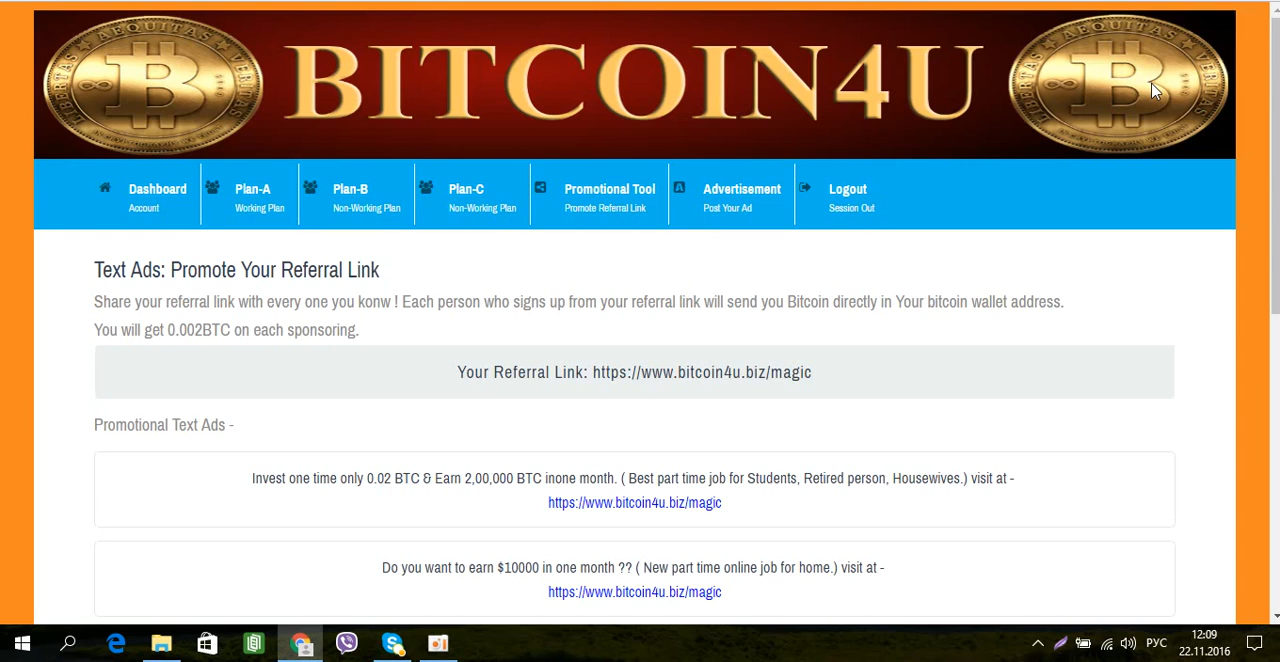 BITCOIN4U
LIBERTAS AEQUITAS VERITAS
LIBERTAS AEQUITAS VERITAS
Dashboard
Account
Plan-A
Working Plan
Plan-B
Non-Working Plan
Plan-C
Non-Working Plan
Promotional Tool
Promote Referral Link
Advertisement
Post Your Ad
Logout
Session Out
Text Ads: Promote Your Referral Link
Share your referral link with every one you konw ! Each person who signs up from your referral link will send you Bitcoin directly in Your bitcoin wallet address.
You will get 0.002BTC on each sponsoring.
Your Referral Link: https://www.bitcoin4u.biz/magic
Promotional Text Ads -
Invest one time only 0.02 BTC & Earn 2,00,000 BTC inone month. ( Best part time job for Students, Retired person, Housewives.) visit at -
https://www.bitcoin4u.biz/magic
Do you want to earn $10000 in one month ?? ( New part time online job for home.) visit at -
https://www.bitcoin4u.biz/magic
РУС
12:09
22.11.2016